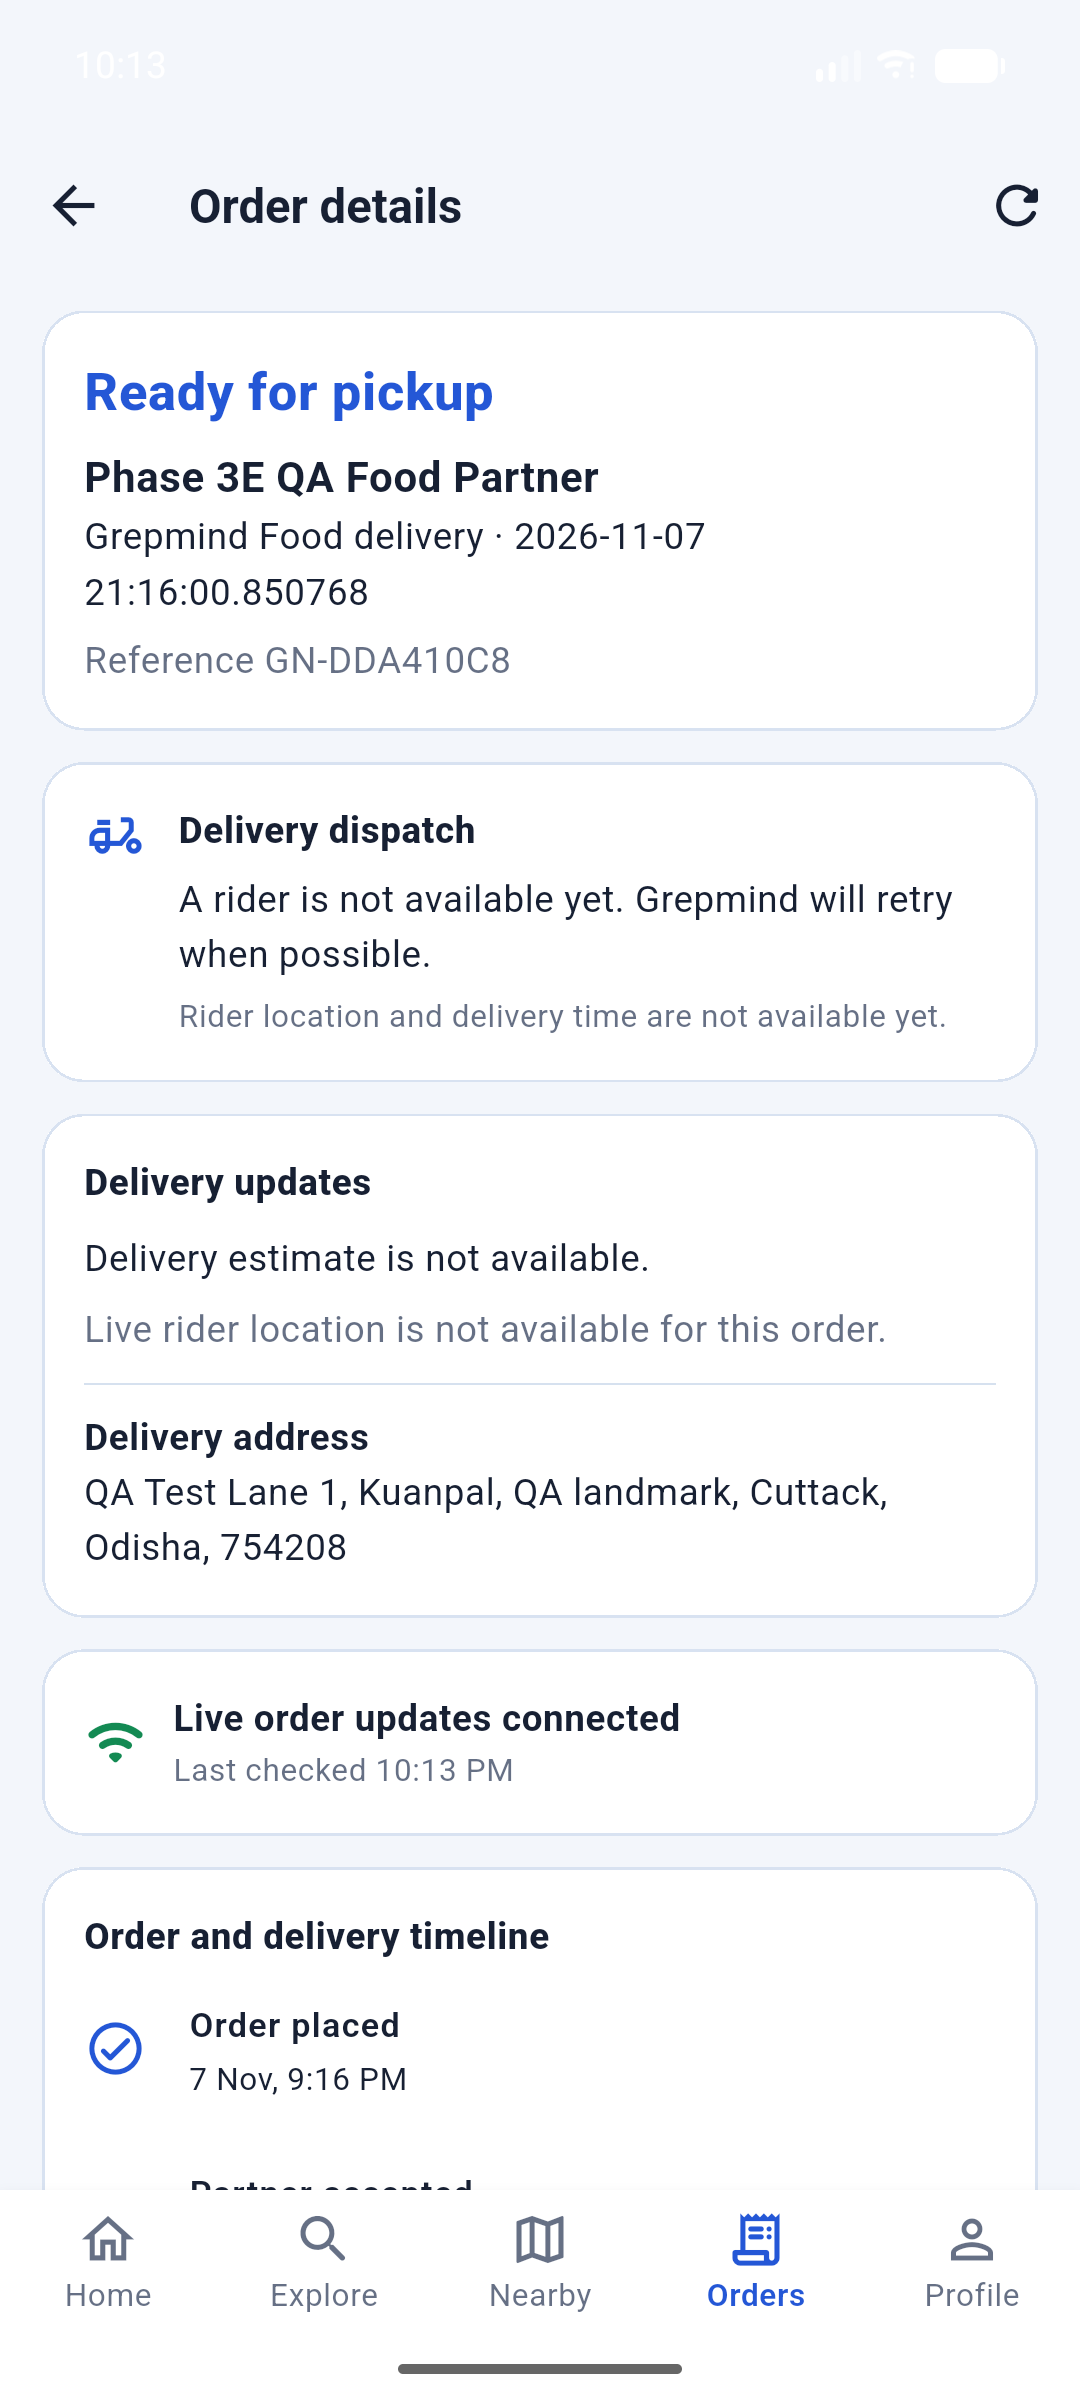 10:13
Order details
Ready for pickup
Phase 3E QA Food Partner
Grepmind Food delivery · 2026-11-07
21:16:00.850768
Reference GN-DDA410C8
Delivery dispatch
A rider is not available yet. Grepmind will retry
when possible.
Rider location and delivery time are not available yet.
Delivery updates
Delivery estimate is not available.
Live rider location is not available for this order.
Delivery address
QA Test Lane 1, Kuanpal, QA landmark, Cuttack,
Odisha, 754208
Live order updates connected
Last checked 10:13 PM
Order and delivery timeline
Order placed
7 Nov, 9:16 PM
Partner accepted
Home
Explore
Nearby
Orders
Profile